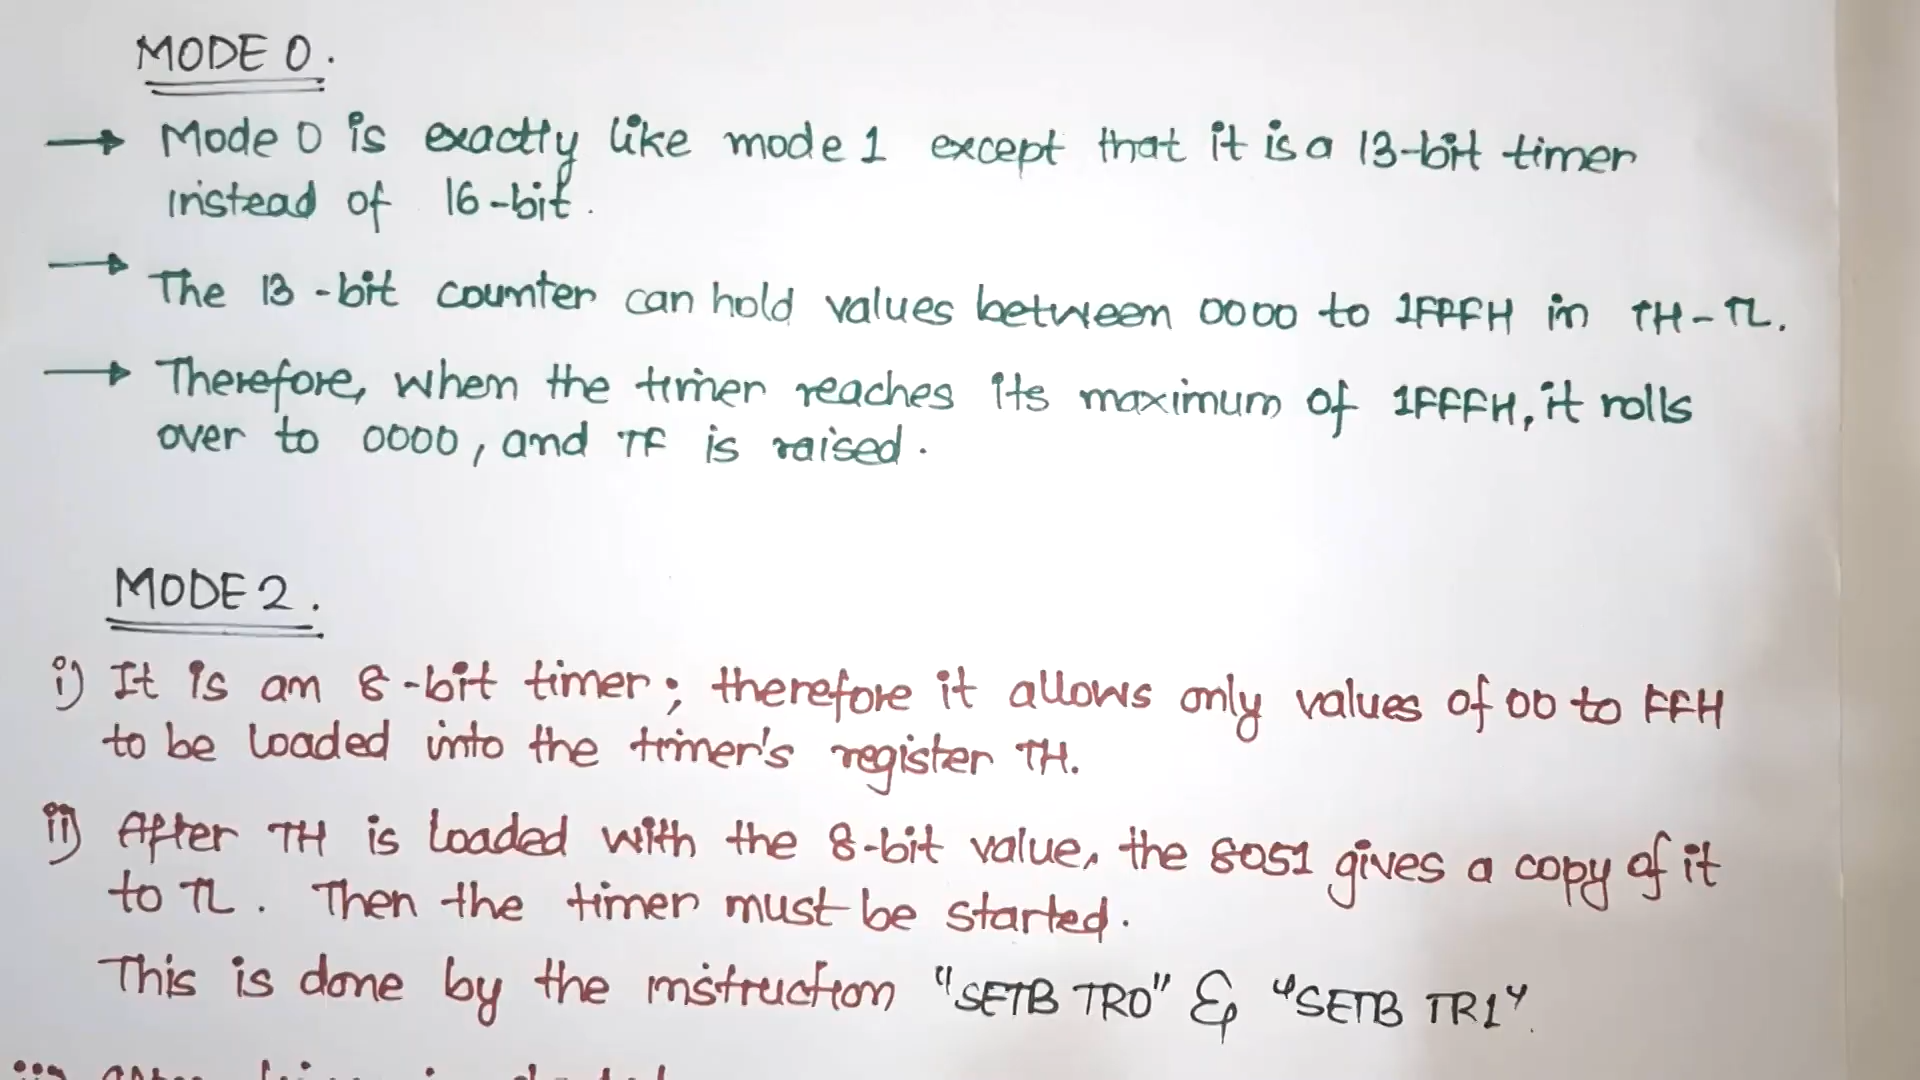 MODE 0.
→ Mode 0 is exactly like mode 1 except that it is a 13-bit timer
instead of 16-bit.
→ The 13-bit counter can hold values between 0000 to 1FFFH in TH-TL.
→ Therefore, when the timer reaches its maximum of 1FFFH, it rolls
over to 0000, and TF is raised.
MODE 2.
i) It is an 8-bit timer; therefore it allows only values of 00 to FFH
to be loaded into the timer's register TH.
ii) After TH is loaded with the 8-bit value, the 8051 gives a copy of it
to TL. Then the timer must be started.
This is done by the instruction "SETB TR0" & "SETB TR1".